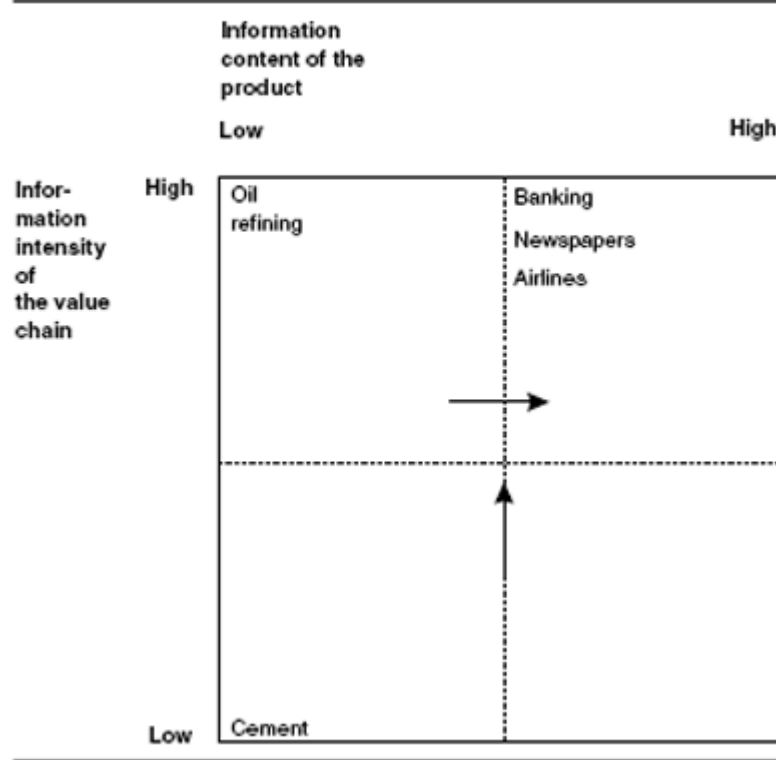 Information
content of the
product
Low
High
Infor-
mation
intensity
of
the value
chain
High
Oil
refining
Banking
Newspapers
Airlines
Low
Cement